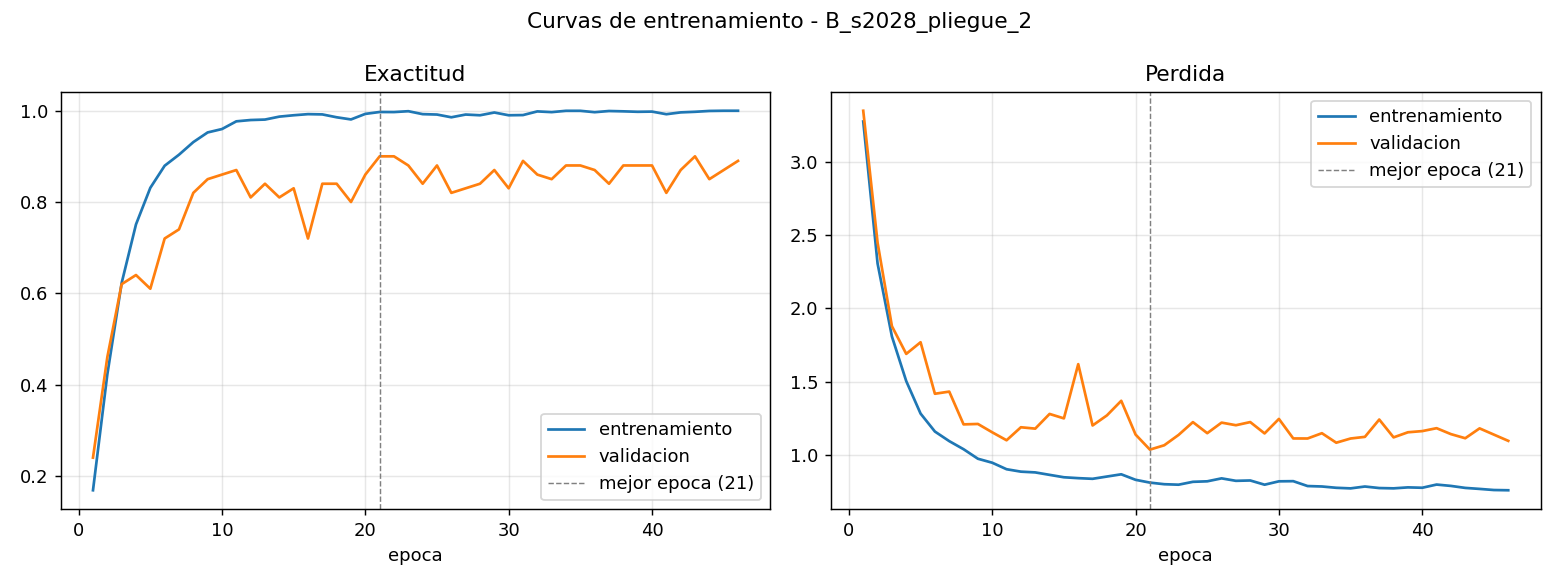 Curvas de entrenamiento - B_s2028_pliegue_2
Exactitud
1.0
0.8
0.6
0.4
0.2
0
10
20
30
40
epoca
entrenamiento
validacion
mejor epoca (21)
Perdida
3.0
2.5
2.0
1.5
1.0
0
10
20
30
40
epoca
entrenamiento
validacion
mejor epoca (21)